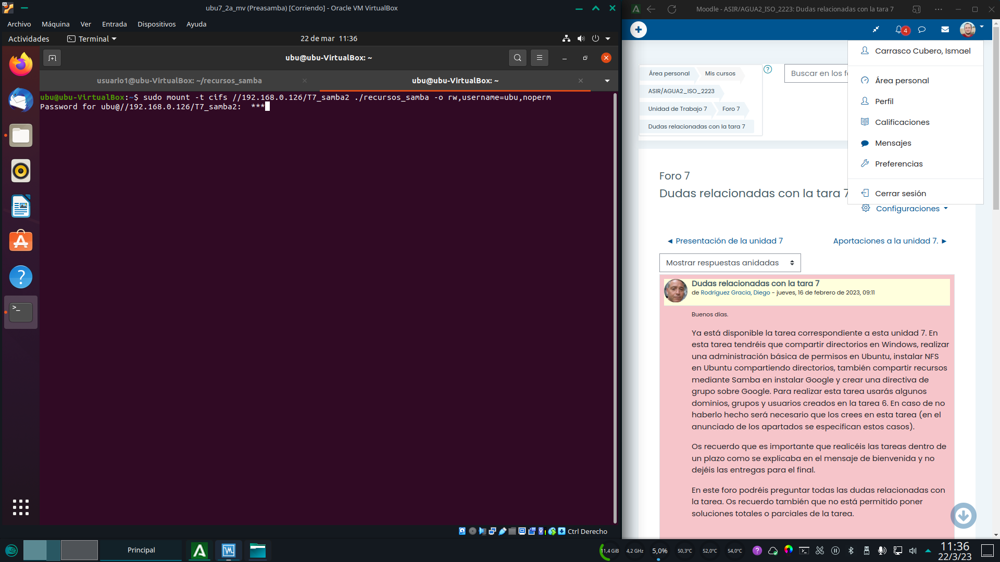 ubu7_2a_mv (Preasamba) [Corriendo] - Oracle VM VirtualBox
Archivo Máquina Ver Entrada Dispositivos Ayuda
Actividades Terminal 22 de mar 11:36
ubu@ubu-VirtualBox: ~
usuario1@ubu-VirtualBox: ~/recursos_samba ubu@ubu-VirtualBox: ~
ubu@ubu-VirtualBox:~$ sudo mount -t cifs //192.168.0.126/T7_samba2 ./recursos_samba -o rw,username=ubu,noperm
Password for ubu@//192.168.0.126/T7_samba2:  ***
Ctrl Derecho
Moodle - ASIR/AGUA2_ISO_2223: Dudas relacionadas con la tara 7
4
Carrasco Cubero, Ismael
Área personal
Perfil
Calificaciones
Mensajes
Preferencias
Cerrar sesión
Área personal Mis cursos
ASIR/AGUA2_ISO_2223
Unidad de Trabajo 7 Foro 7
Dudas relacionadas con la tara 7
Buscar en los
Foro 7
Dudas relacionadas con la tara 7
Configuraciones
◄ Presentación de la unidad 7
Aportaciones a la unidad 7. ►
Mostrar respuestas anidadas
Dudas relacionadas con la tara 7
de Rodríguez Gracia, Diego - jueves, 16 de febrero de 2023, 09:11
Buenos días.
Ya está disponible la tarea correspondiente a esta unidad 7. En
esta tarea tendréis que compartir directorios en Windows, realizar
una administración básica de permisos en Ubuntu, instalar NFS
en Ubuntu compartiendo directorios, también compartir recursos
mediante Samba en instalar Google y crear una directiva de
grupo sobre Google. Para realizar esta tarea usarás algunos
dominios, grupos y usuarios creados en la tarea 6. En caso de no
haberlo hecho será necesario que los crees en esta tarea (en el
anunciado de los apartados se especifican estos casos).
Os recuerdo que es importante que realicéis las tareas dentro de
un plazo como se explicaba en el mensaje de bienvenida y no
dejéis las entregas para el final.
En este foro podréis preguntar todas las dudas relacionadas con
la tarea. Os recuerdo también que no está permitido poner
soluciones totales o parciales de la tarea.
Principal
11,4 GiB 4,2 GHz 5,0% 50,3°C 52,0°C 54,0°C
11:36
22/3/23